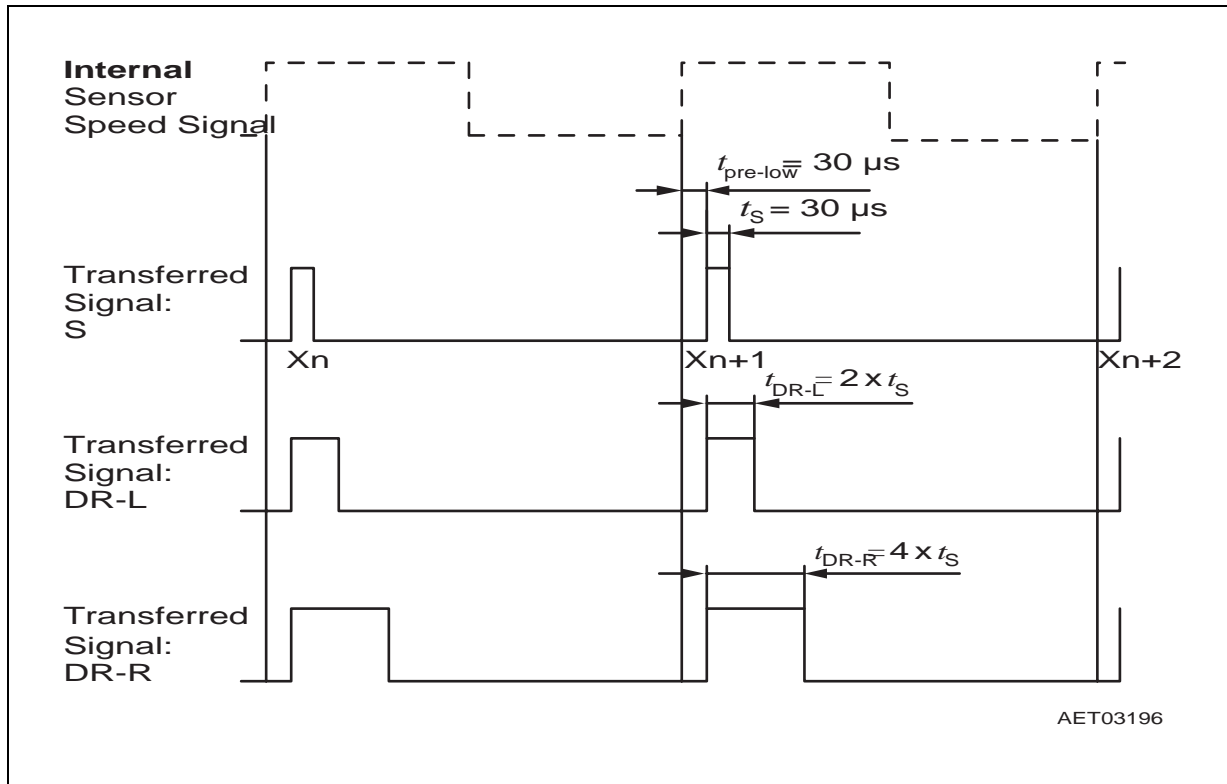 Internal
Sensor
Speed Signal
tpre-low= 30 µs
tS = 30 µs
Transferred
Signal:
S
Xn
Xn+1
Xn+2
tDR-L= 2 x tS
Transferred
Signal:
DR-L
tDR-R= 4 x tS
Transferred
Signal:
DR-R
AET03196